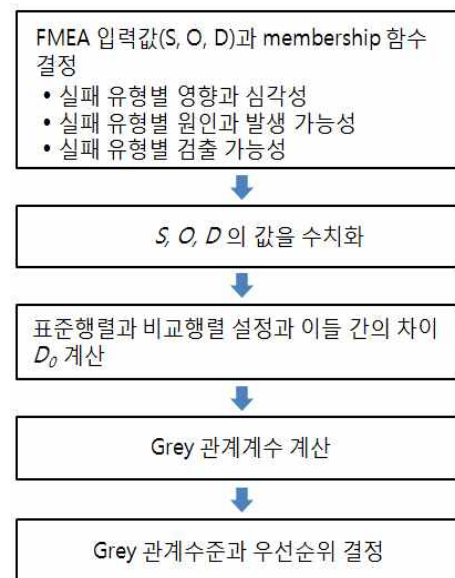 FMEA 입력값(S, O, D)과 membership 함수
결정
• 실패 유형별 영향과 심각성
• 실패 유형별 원인과 발생 가능성
• 실패 유형별 검출 가능성
S, O, D 의 값을 수치화
표준행렬과 비교행렬 설정과 이들 간의 차이
D₀ 계산
Grey 관계계수 계산
Grey 관계수준과 우선순위 결정